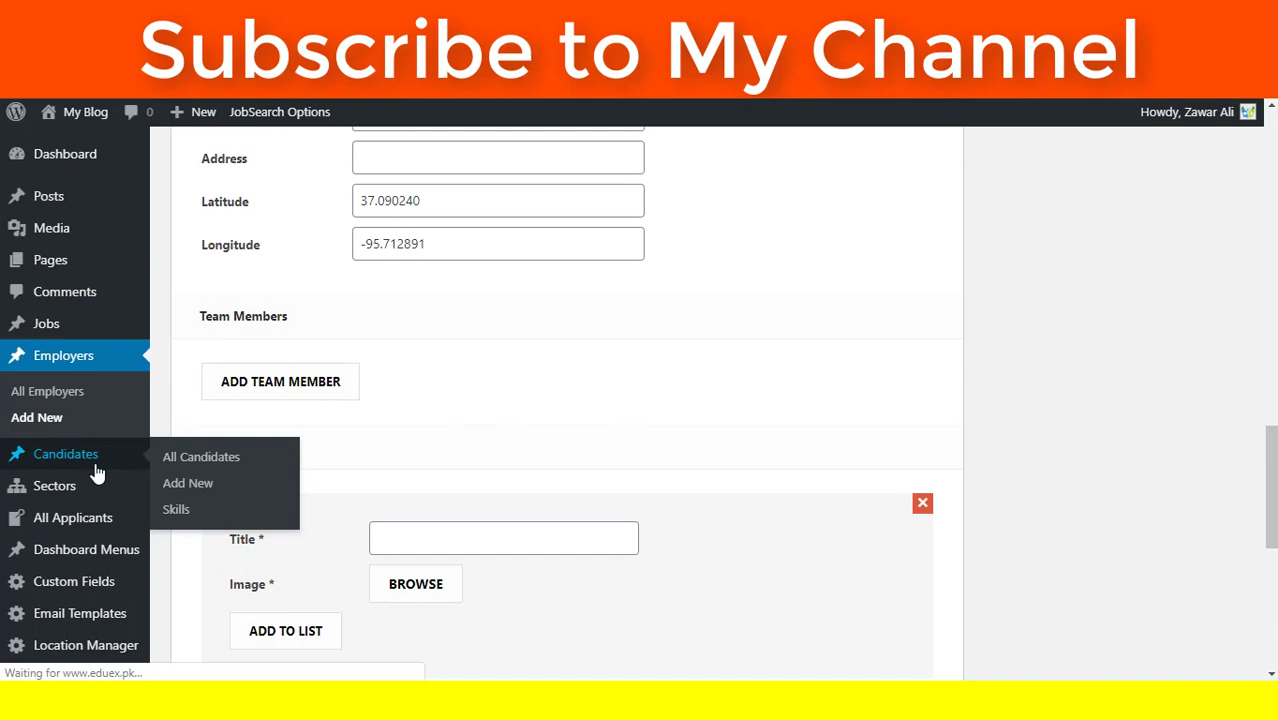 Subscribe to My Channel
My Blog 0 New JobSearch Options Howdy, Zawar Ali
Dashboard
Posts
Media
Pages
Comments
Jobs
Employers
All Employers
Add New
Candidates
Sectors
All Applicants
Dashboard Menus
Custom Fields
Email Templates
Location Manager
All Candidates
Add New
Skills
Address
Latitude 37.090240
Longitude -95.712891
Team Members
ADD TEAM MEMBER
Title *
Image * BROWSE
ADD TO LIST
Waiting for www.eduex.pk...